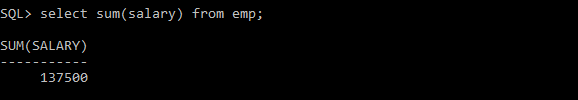 SQL> select sum(salary) from emp;
SUM(SALARY)
-----------
137500